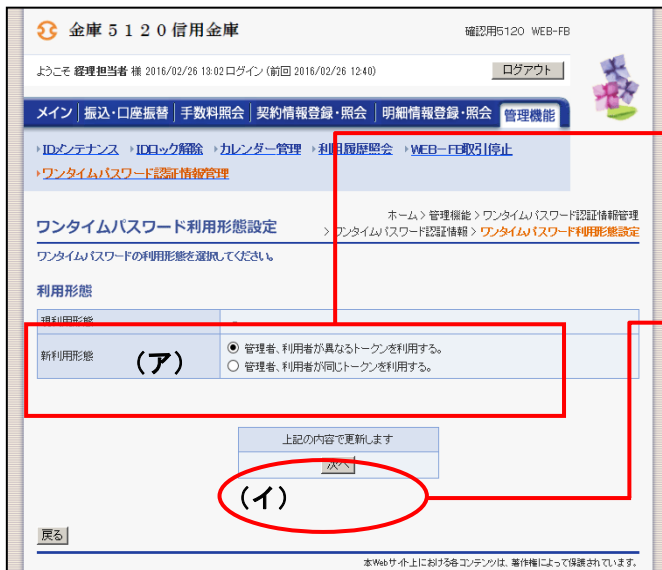 金庫５１２０信用金庫
確認用5120 WEB-FB
ようこそ 経理担当者 様 2016/02/26 13:02 ログイン (前回 2016/02/26 12:40)
ログアウト
メイン 振込・口座振替 手数料照会 契約情報登録・照会 明細情報登録・照会 管理機能
IDメンテナンス IDロック解除 カレンダー管理 利用履歴照会 WEB－FB取引停止
ワンタイムパスワード認証情報管理
ワンタイムパスワード利用形態設定
ホーム > 管理機能 > ワンタイムパスワード認証情報管理
> ワンタイムパスワード認証情報 > ワンタイムパスワード利用形態設定
ワンタイムパスワードの利用形態を選択してください。
利用形態
現利用形態 -
新利用形態
（ア）
管理者、利用者が異なるトークンを利用する。
管理者、利用者が同じトークンを利用する。
上記の内容で更新します
次へ
（イ）
戻る
本Webサイト上における各コンテンツは、著作権によって保護されています。